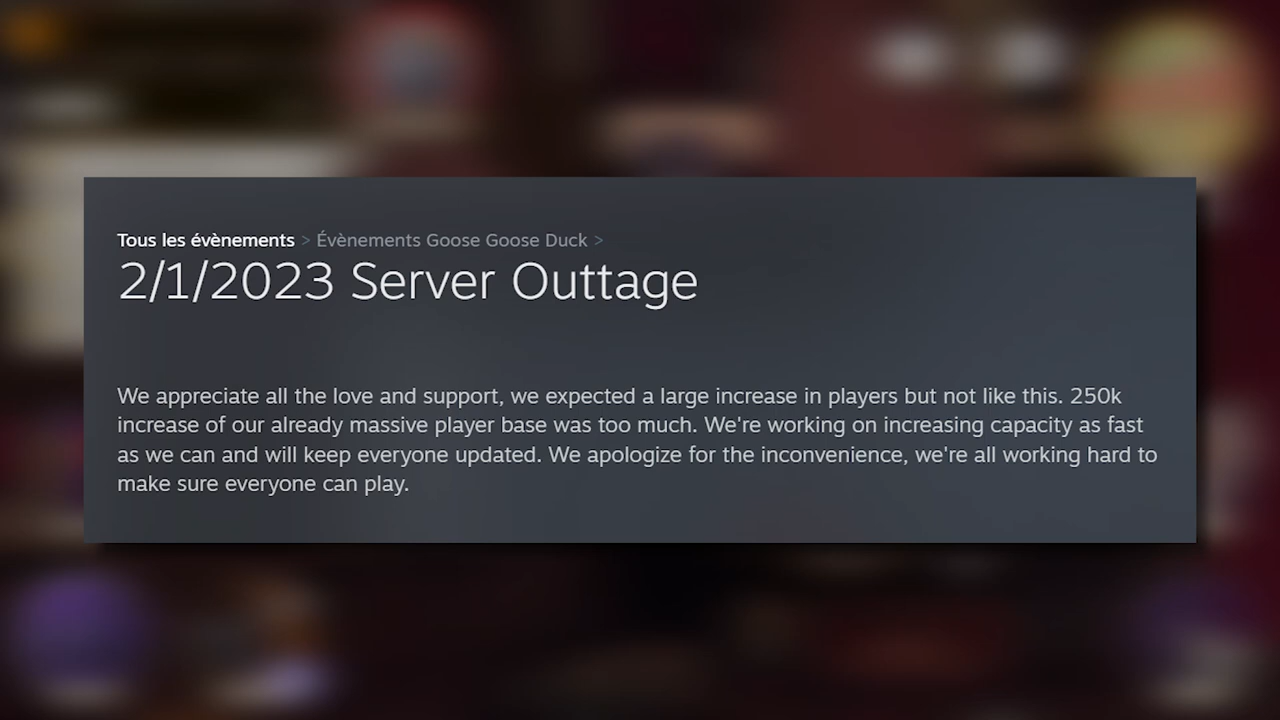 Tous les évènements > Évènements Goose Goose Duck >
2/1/2023 Server Outtage
We appreciate all the love and support, we expected a large increase in players but not like this. 250k
increase of our already massive player base was too much. We're working on increasing capacity as fast
as we can and will keep everyone updated. We apologize for the inconvenience, we're all working hard to
make sure everyone can play.